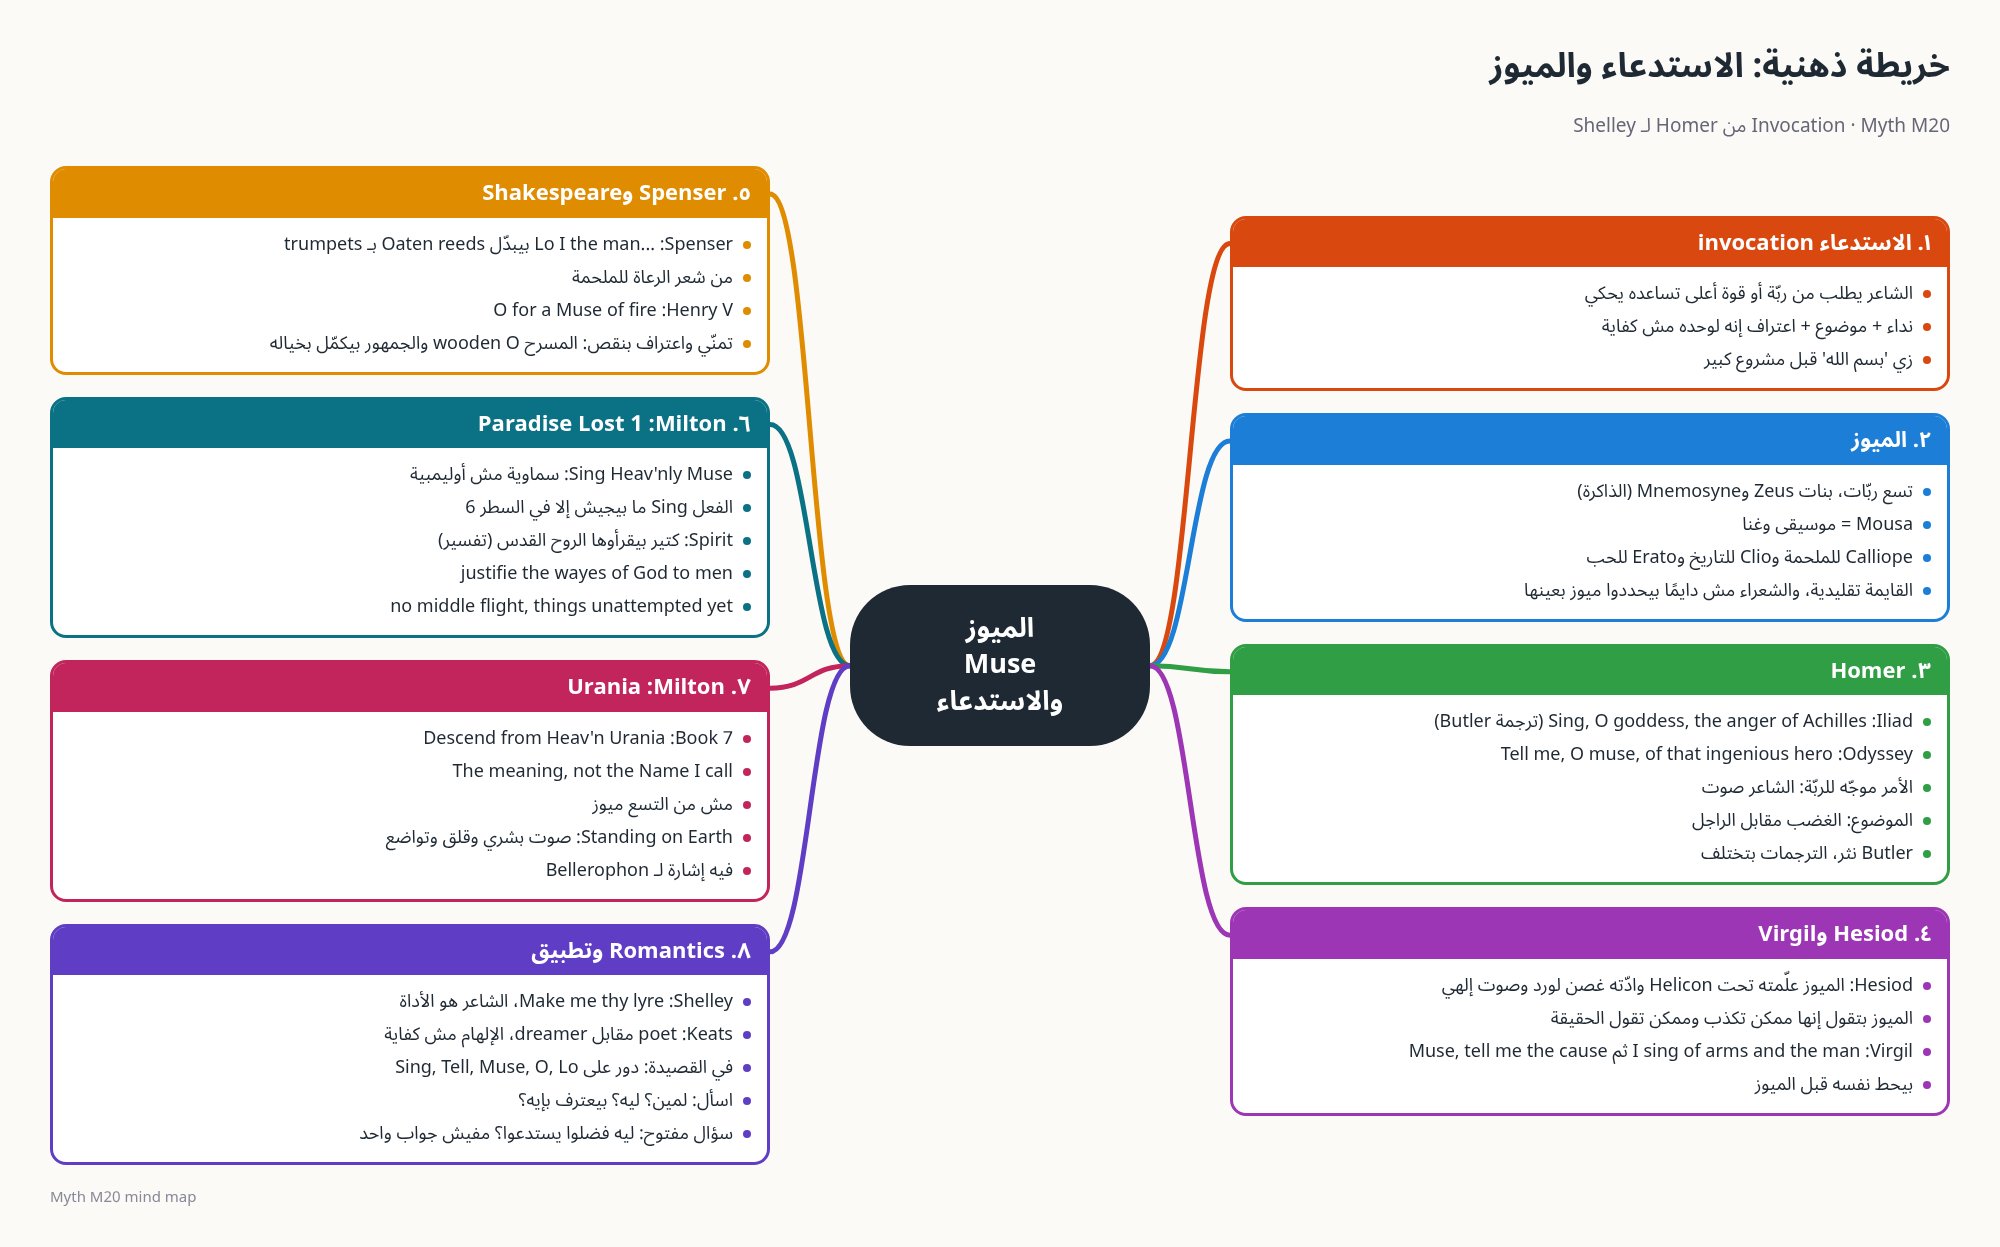 خريطة ذهنية: الاستدعاء والميوز
Invocation · Myth M20 من Homer لـ Shelley
١. الاستدعاء invocation
الشاعر يطلب من ربّة أو قوة أعلى تساعده يحكي
نداء + موضوع + اعتراف إنه لوحده مش كفاية
زي 'بسم الله' قبل مشروع كبير
٢. الميوز
تسع ربّات، بنات Zeus وMnemosyne (الذاكرة)
Mousa = موسيقى وغنا
Calliope للملحمة وClio للتاريخ وErato للحب
القايمة تقليدية، والشعراء مش دايمًا بيحددوا ميوز بعينها
٣. Homer
Iliad: Sing, O goddess, the anger of Achilles (ترجمة Butler)
Odyssey: Tell me, O muse, of that ingenious hero
الأمر موجّه للربّة: الشاعر صوت
الموضوع: الغضب مقابل الراجل
Butler نثر، الترجمات بتختلف
٤. Hesiod وVirgil
Hesiod: الميوز علّمته تحت Helicon وادّته غصن لورد وصوت إلهي
الميوز بتقول إنها ممكن تكذب وممكن تقول الحقيقة
Virgil: I sing of arms and the man ثم Muse, tell me the cause
بيحط نفسه قبل الميوز
الميوز
Muse
والاستدعاء
٥. Spenser وShakespeare
Spenser: Lo I the man... بيبدّل Oaten reeds بـ trumpets
من شعر الرعاة للملحمة
Henry V: O for a Muse of fire
تمنّي واعتراف بنقص: المسرح wooden O والجمهور بيكمّل بخياله
٦. Milton: Paradise Lost 1
Sing Heav'nly Muse: سماوية مش أوليمبية
الفعل Sing ما بيجيش إلا في السطر 6
Spirit: كتير بيقرأوها الروح القدس (تفسير)
justifie the wayes of God to men
no middle flight, things unattempted yet
٧. Milton: Urania
Book 7: Descend from Heav'n Urania
The meaning, not the Name I call
مش من التسع ميوز
Standing on Earth: صوت بشري وقلق وتواضع
فيه إشارة لـ Bellerophon
٨. Romantics وتطبيق
Shelley: Make me thy lyre، الشاعر هو الأداة
Keats: poet مقابل dreamer، الإلهام مش كفاية
في القصيدة: دور على Sing, Tell, Muse, O, Lo
اسأل: لمين؟ ليه؟ بيعترف بإيه؟
سؤال مفتوح: ليه فضلوا يستدعوا؟ مفيش جواب واحد
Myth M20 mind map